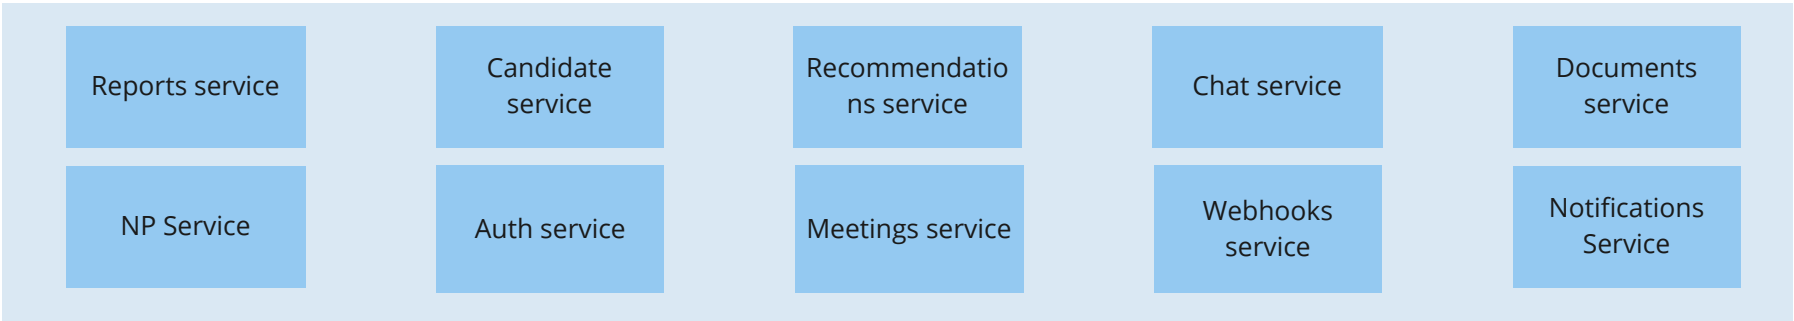 Reports service
Candidate
service
Recommendatio
ns service
Chat service
Documents
service
NP Service
Auth service
Meetings service
Webhooks
service
Notifications
Service